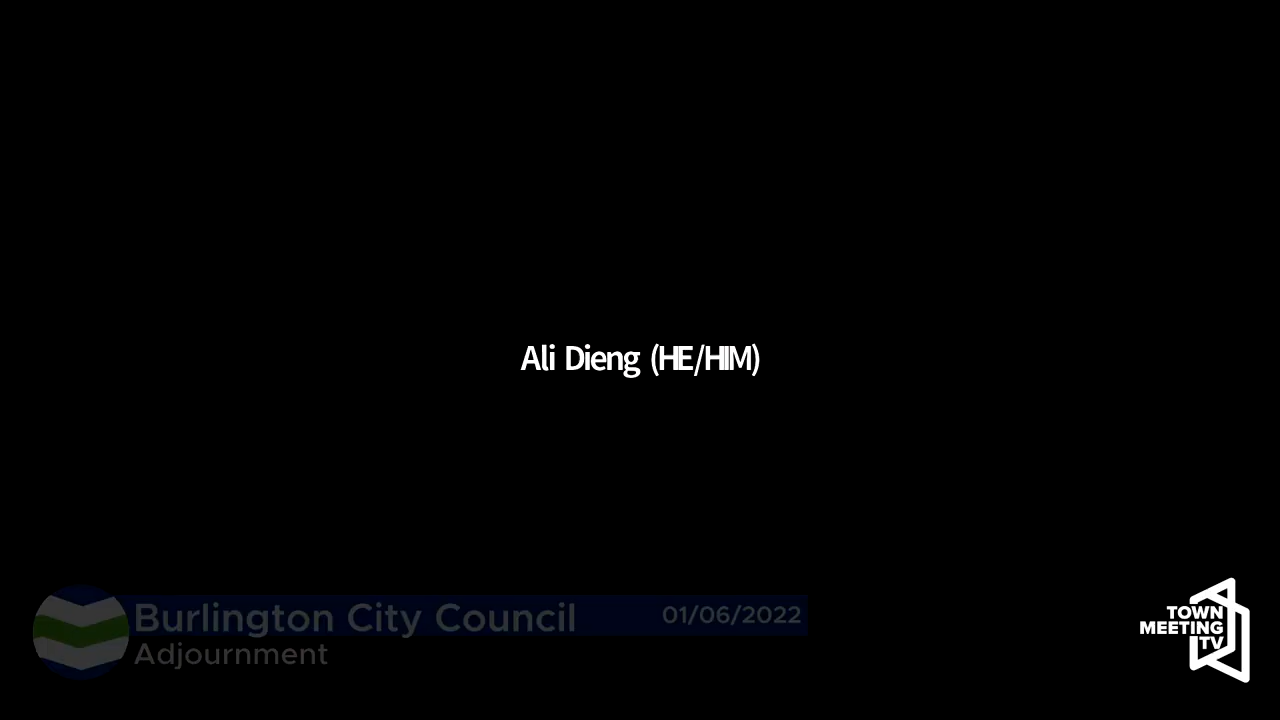 Ali Dieng (HE/HIM)
Burlington City Council
01/06/2022
Adjournment
TOWN
MEETING
TV